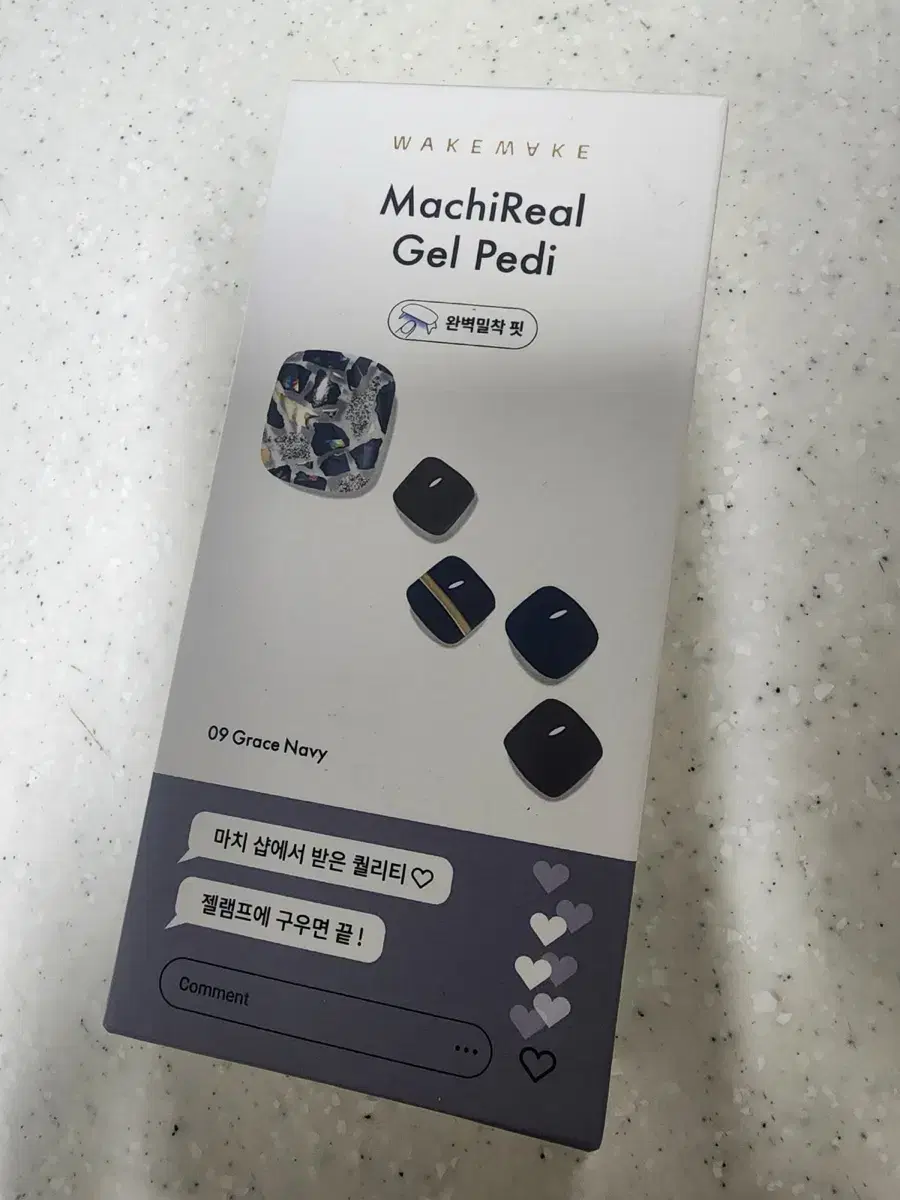 WAKEMAKE
MachiReal
Gel Pedi
완벽밀착 핏
09 Grace Navy
마치 샵에서 받은 퀄리티♡
젤램프에 구우면 끝!
Comment